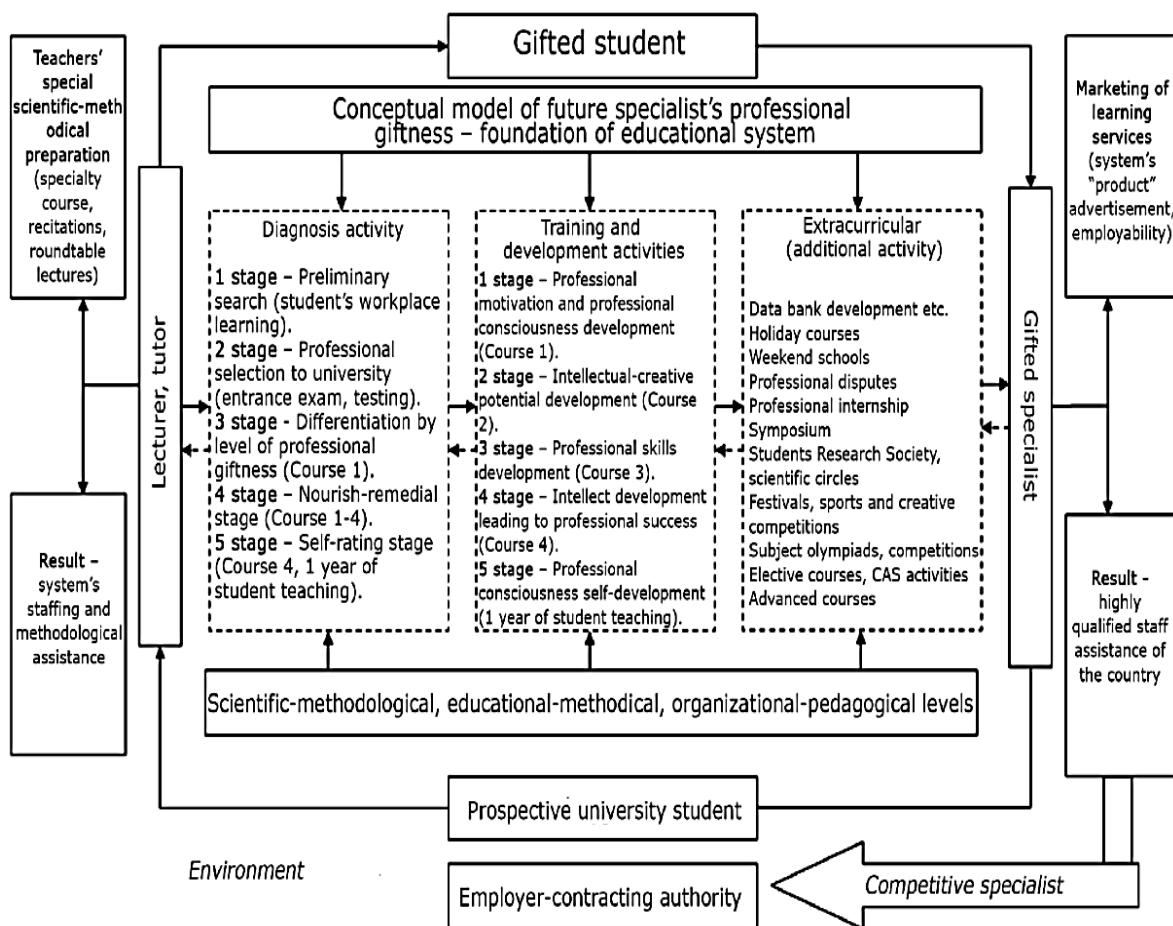 Gifted student
Teachers'
special
scientific-meth
odical
preparation
(specialty
course,
recitations,
roundtable
lectures)
Conceptual model of future specialist's professional
giftness – foundation of educational system
Marketing of
learning
services
(system's
"product"
advertisement,
employability)
Lecturer, tutor
Diagnosis activity
1 stage – Preliminary
search (student's workplace
learning).
2 stage – Professional
selection to university
(entrance exam, testing).
3 stage - Differentiation by
level of professional
giftness (Course 1).
4 stage – Nourish-remedial
stage (Course 1-4).
5 stage – Self-rating stage
(Course 4, 1 year of
student teaching).
Training and
development activities
1 stage – Professional
motivation and professional
consciousness development
(Course 1).
2 stage – Intellectual-creative
potential development (Course
2).
3 stage – Professional skills
development (Course 3).
4 stage – Intellect development
leading to professional success
(Course 4).
5 stage – Professional
consciousness self-development
(1 year of student teaching).
Extracurricular
(additional activity)
Data bank development etc.
Holiday courses
Weekend schools
Professional disputes
Professional internship
Symposium
Students Research Society,
scientific circles
Festivals, sports and creative
competitions
Subject olympiads, competitions
Elective courses, CAS activities
Advanced courses
Gifted specialist
Result –
system's
staffing and
methodological
assistance
Result –
highly
qualified staff
assistance of
the country
Scientific-methodological, educational-methodical, organizational-pedagogical levels
Prospective university student
Environment
Employer-contracting authority
Competitive specialist